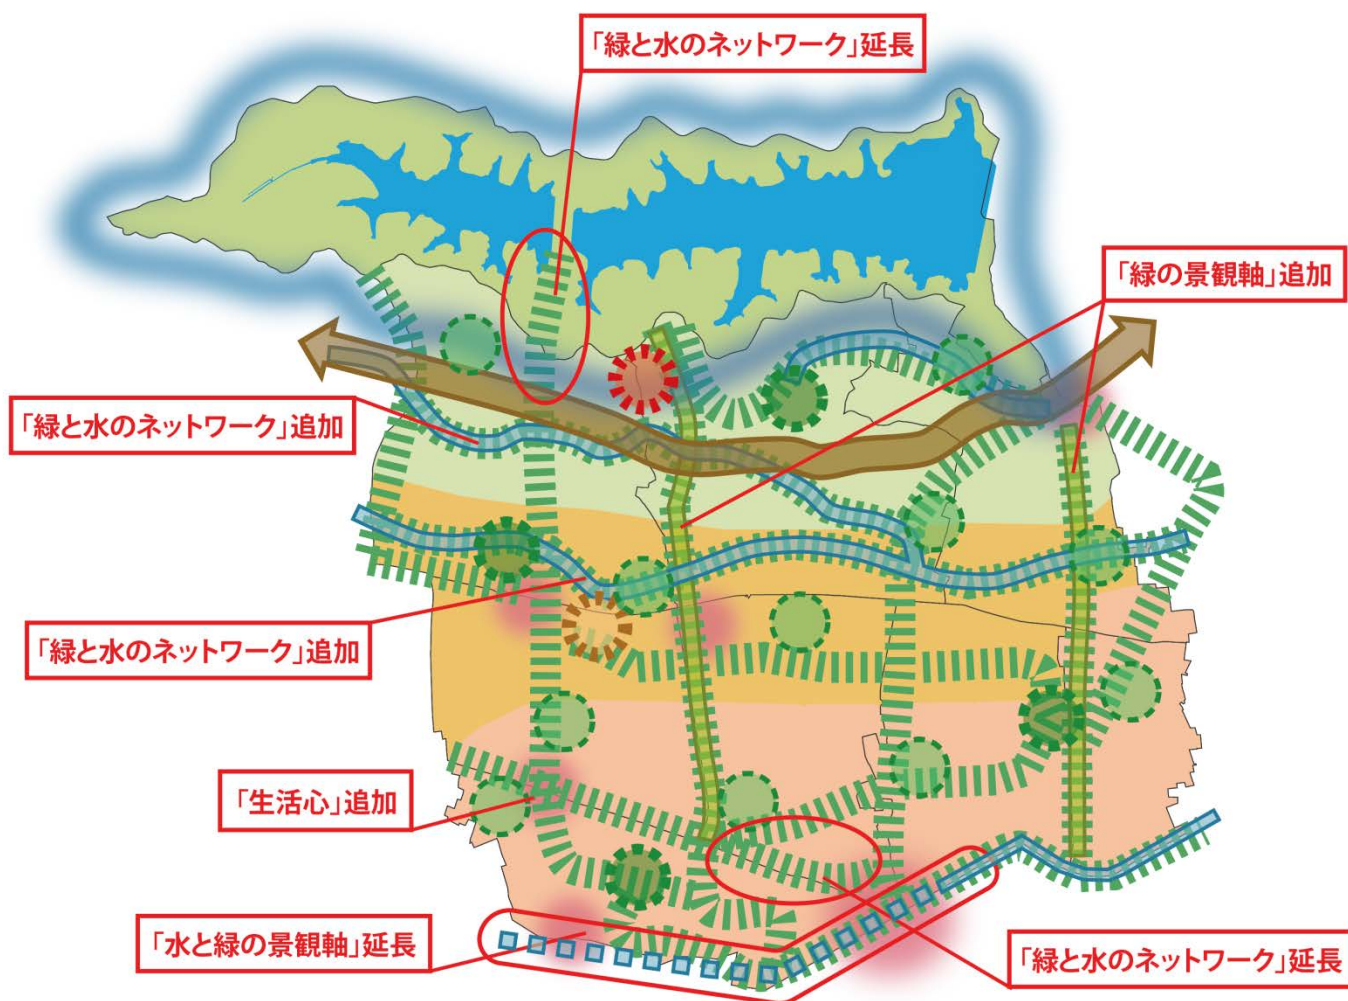 「緑と水のネットワーク」延長
「緑の景観軸」追加
「緑と水のネットワーク」追加
「緑と水のネットワーク」追加
「生活心」追加
「水と緑の景観軸」延長
「緑と水のネットワーク」延長